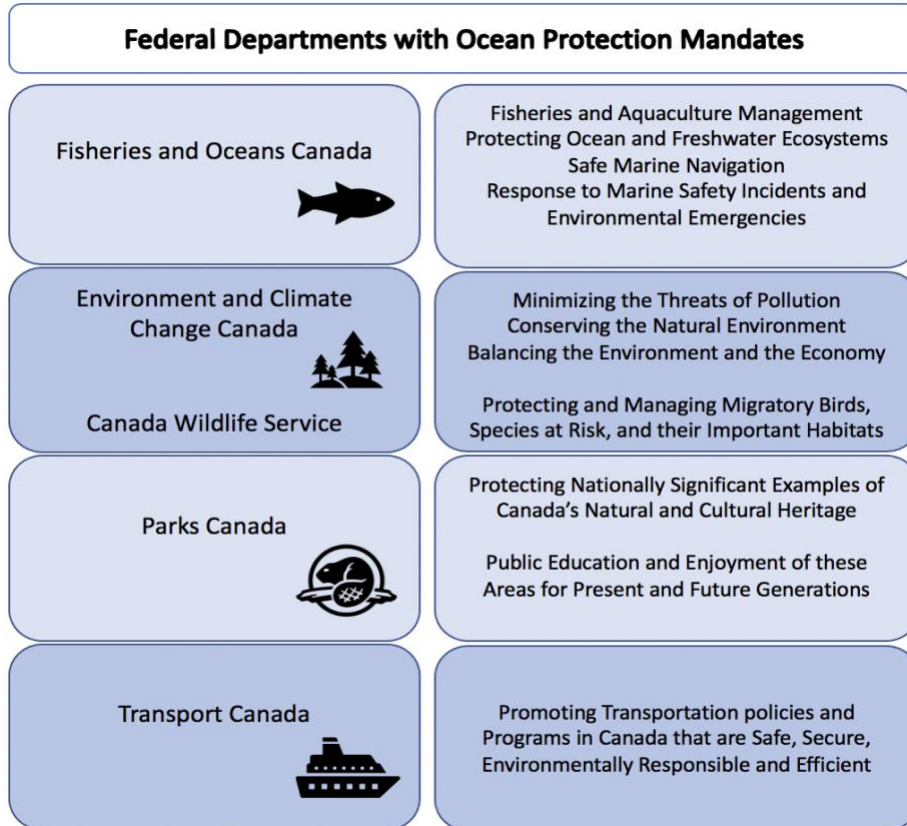 Federal Departments with Ocean Protection Mandates
Fisheries and Oceans Canada
Fisheries and Aquaculture Management
Protecting Ocean and Freshwater Ecosystems
Safe Marine Navigation
Response to Marine Safety Incidents and
Environmental Emergencies
Environment and Climate
Change Canada
Canada Wildlife Service
Minimizing the Threats of Pollution
Conserving the Natural Environment
Balancing the Environment and the Economy
Protecting and Managing Migratory Birds,
Species at Risk, and their Important Habitats
Parks Canada
Protecting Nationally Significant Examples of
Canada's Natural and Cultural Heritage
Public Education and Enjoyment of these
Areas for Present and Future Generations
Transport Canada
Promoting Transportation policies and
Programs in Canada that are Safe, Secure,
Environmentally Responsible and Efficient